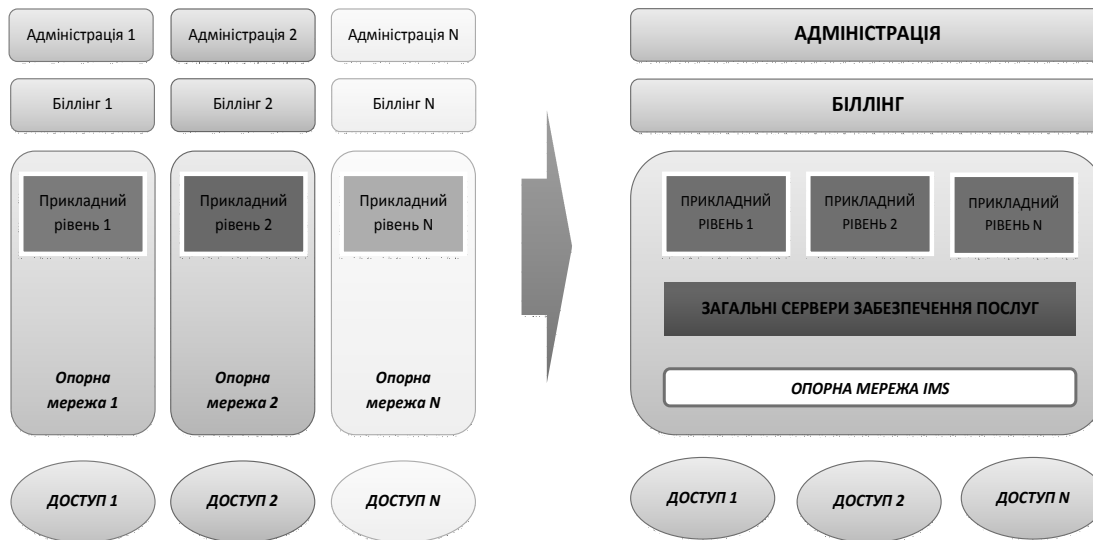 Адміністрація 1
Адміністрація 2
Адміністрація N
Біллінг 1
Біллінг 2
Біллінг N
Прикладний
рівень 1
Прикладний
рівень 2
Прикладний
рівень N
Опорна
мережа 1
Опорна
мережа 2
Опорна
мережа N
ДОСТУП 1
ДОСТУП 2
ДОСТУП N
АДМІНІСТРАЦІЯ
БІЛЛІНГ
ПРИКЛАДНИЙ
РІВЕНЬ 1
ПРИКЛАДНИЙ
РІВЕНЬ 2
ПРИКЛАДНИЙ
РІВЕНЬ N
ЗАГАЛЬНІ СЕРВЕРИ ЗАБЕЗПЕЧЕННЯ ПОСЛУГ
ОПОРНА МЕРЕЖА IMS
ДОСТУП 1
ДОСТУП 2
ДОСТУП N